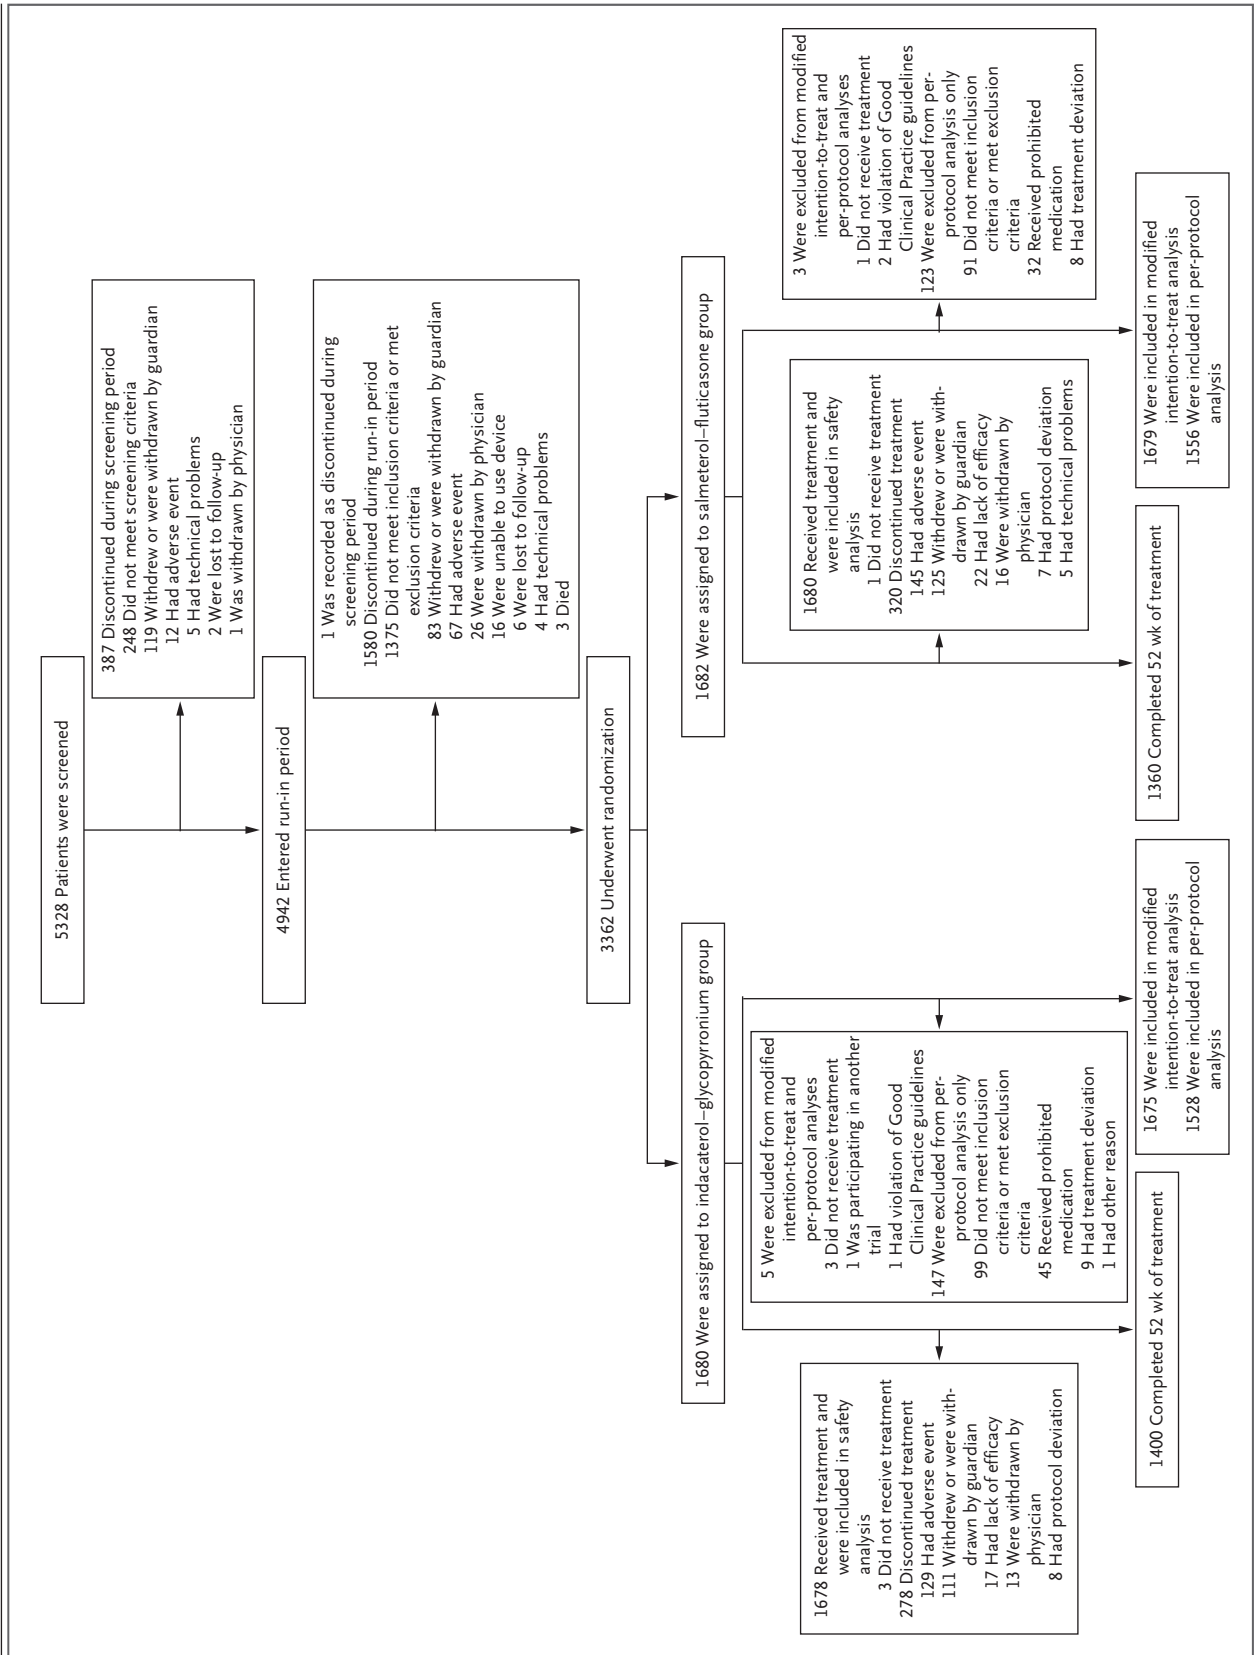 5328 Patients were screened
387 Discontinued during screening period
248 Did not meet screening criteria
119 Withdrew or were withdrawn by guardian
12 Had adverse event
5 Had technical problems
2 Were lost to follow-up
1 Was withdrawn by physician
4942 Entered run-in period
1 Was recorded as discontinued during
screening period
1580 Discontinued during run-in period
1375 Did not meet inclusion criteria or met
exclusion criteria
83 Withdrew or were withdrawn by guardian
67 Had adverse event
26 Were withdrawn by physician
16 Were unable to use device
6 Were lost to follow-up
4 Had technical problems
3 Died
3362 Underwent randomization
1680 Were assigned to indacaterol–glycopyrronium group
1682 Were assigned to salmeterol–fluticasone group
1678 Received treatment and
were included in safety
analysis
3 Did not receive treatment
278 Discontinued treatment
129 Had adverse event
111 Withdrew or were with-
drawn by guardian
17 Had lack of efficacy
13 Were withdrawn by
physician
8 Had protocol deviation
5 Were excluded from modified
intention-to-treat and
per-protocol analyses
3 Did not receive treatment
1 Was participating in another
trial
1 Had violation of Good
Clinical Practice guidelines
147 Were excluded from per-
protocol analysis only
99 Did not meet inclusion
criteria or met exclusion
criteria
45 Received prohibited
medication
9 Had treatment deviation
1 Had other reason
1680 Received treatment and
were included in safety
analysis
1 Did not receive treatment
320 Discontinued treatment
145 Had adverse event
125 Withdrew or were with-
drawn by guardian
22 Had lack of efficacy
16 Were withdrawn by
physician
7 Had protocol deviation
5 Had technical problems
3 Were excluded from modified
intention-to-treat and
per-protocol analyses
1 Did not receive treatment
2 Had violation of Good
Clinical Practice guidelines
123 Were excluded from per-
protocol analysis only
91 Did not meet inclusion
criteria or met exclusion
criteria
32 Received prohibited
medication
8 Had treatment deviation
1400 Completed 52 wk of treatment
1675 Were included in modified
intention-to-treat analysis
1528 Were included in per-protocol
analysis
1360 Completed 52 wk of treatment
1679 Were included in modified
intention-to-treat analysis
1556 Were included in per-protocol
analysis